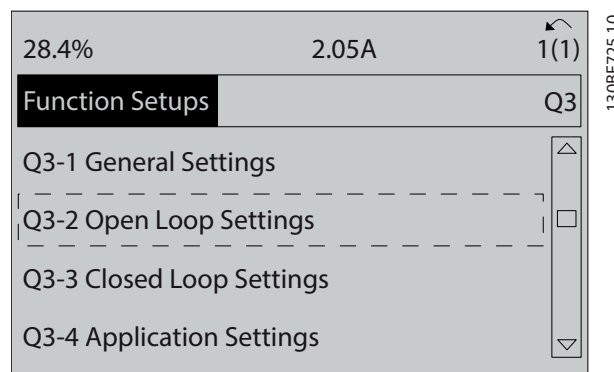 28.4% 2.05A 1(1)
Function Setups Q3
Q3-1 General Settings
Q3-2 Open Loop Settings
Q3-3 Closed Loop Settings
Q3-4 Application Settings
130BF725.10